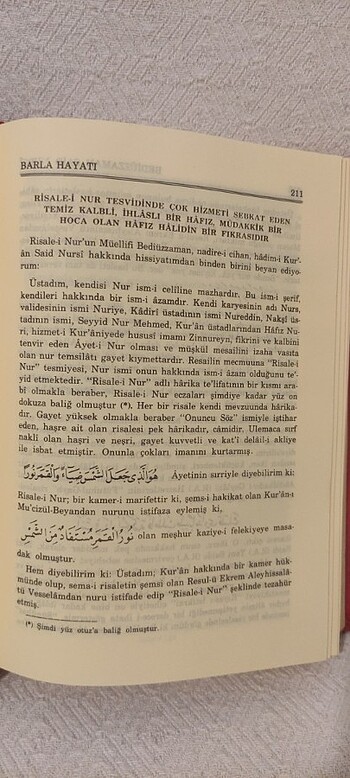 BARLA HAYATI 211
RİSALE-İ NUR TESVİDİNDE ÇOK HİZMETİ SEBKAT EDEN
TEMİZ KALBLİ, İHLÂSLI BİR HÂFIZ, MÜDAKKİK BİR
HOCA OLAN HÂFIZ HÂLİDİN BİR FIKRASIDIR
Risale-i Nur'un Müellifi Bediüzzaman, nadire-i cihan, hâdim-i Kur'-
ân Said Nursî hakkında hissiyatımdan binden birini beyan ediyo-
rum:
Üstadım, kendisi Nur ism-i celiline mazhardır. Bu ism-i şerif,
kendileri hakkında bir ism-i âzamdır. Kendi karyesinin adı Nurs,
validesinin ismi Nuriye, Kâdirî üstadının ismi Nureddin, Nakşî üs-
tadının ismi, Seyyid Nur Mehmed, Kur'ân üstadlarından Hâfız Nu-
ri, hizmet-i Kur'âniyede hususî imamı Zinnureyn, fikrini ve kalbini
tenvir eden Âyet-i Nur olması ve müşkil mesailini izaha vasıta
olan nur temsilâtı gayet kıymettardır. Resailin mecmuuna "Risale-i
Nur" tesmiyesi, Nur ismi onun hakkında ism-i âzam olduğunu te'-
yid etmektedir. "Risale-i Nur" adlı hârika te'lifatının bir kısmı ara-
bî olmakla beraber, Risale-i Nur eczaları şimdiye kadar yüz on
dokuza baliğ olmuştur (*). Her bir risale kendi mevzuunda hârika-
dır. Gayet yüksek olmakla beraber "Onuncu Söz" ismiyle iştihar
eden, haşre ait olan risalesi pek hârikadır, câmidir. Ulemaca sırf
naklî olan haşri ve neşri, gayet kuvvetli ve kat'î delâil-i akliye
ile isbat etmiştir. Onunla çokları imanını kurtarmış.
هُوَ الَّذِى جَعَلَ الشَّمْسَ ضِيَاءً وَالْقَمَرَ نُورًا Âyetinin sırriyle diyebilirim ki:
Risale-i Nur; bir kamer-i marifettir ki, şems-i hakikat olan Kur'ân-ı
Mu'cizül-Beyandan nurunu istifaza eylemiş ki,
نُورُ الْقَمَرِ مُسْتَفَادٌ مِنَ الشَّمْسِ olan meşhur kaziye-i felekiyeye masa-
dak olmuştur.
Hem diyebilirim ki: Üstadım; Kur'ân hakkında bir kamer hük-
münde olup, sema-i risaletin şemsi olan Resul-ü Ekrem Aleyhissalâ-
tü Vesselâmdan nuru istifade edip "Risale-i Nur" şeklinde tezahür
etmiş.
(*) Şimdi yüz otuz'a baliğ olmuştur.